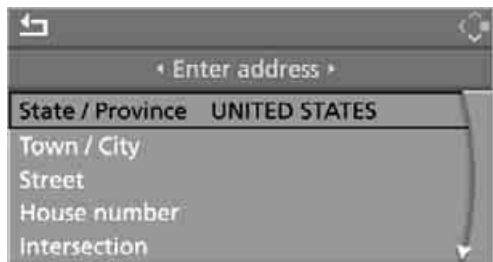 Enter address
State / Province UNITED STATES
Town / City
Street
House number
Intersection